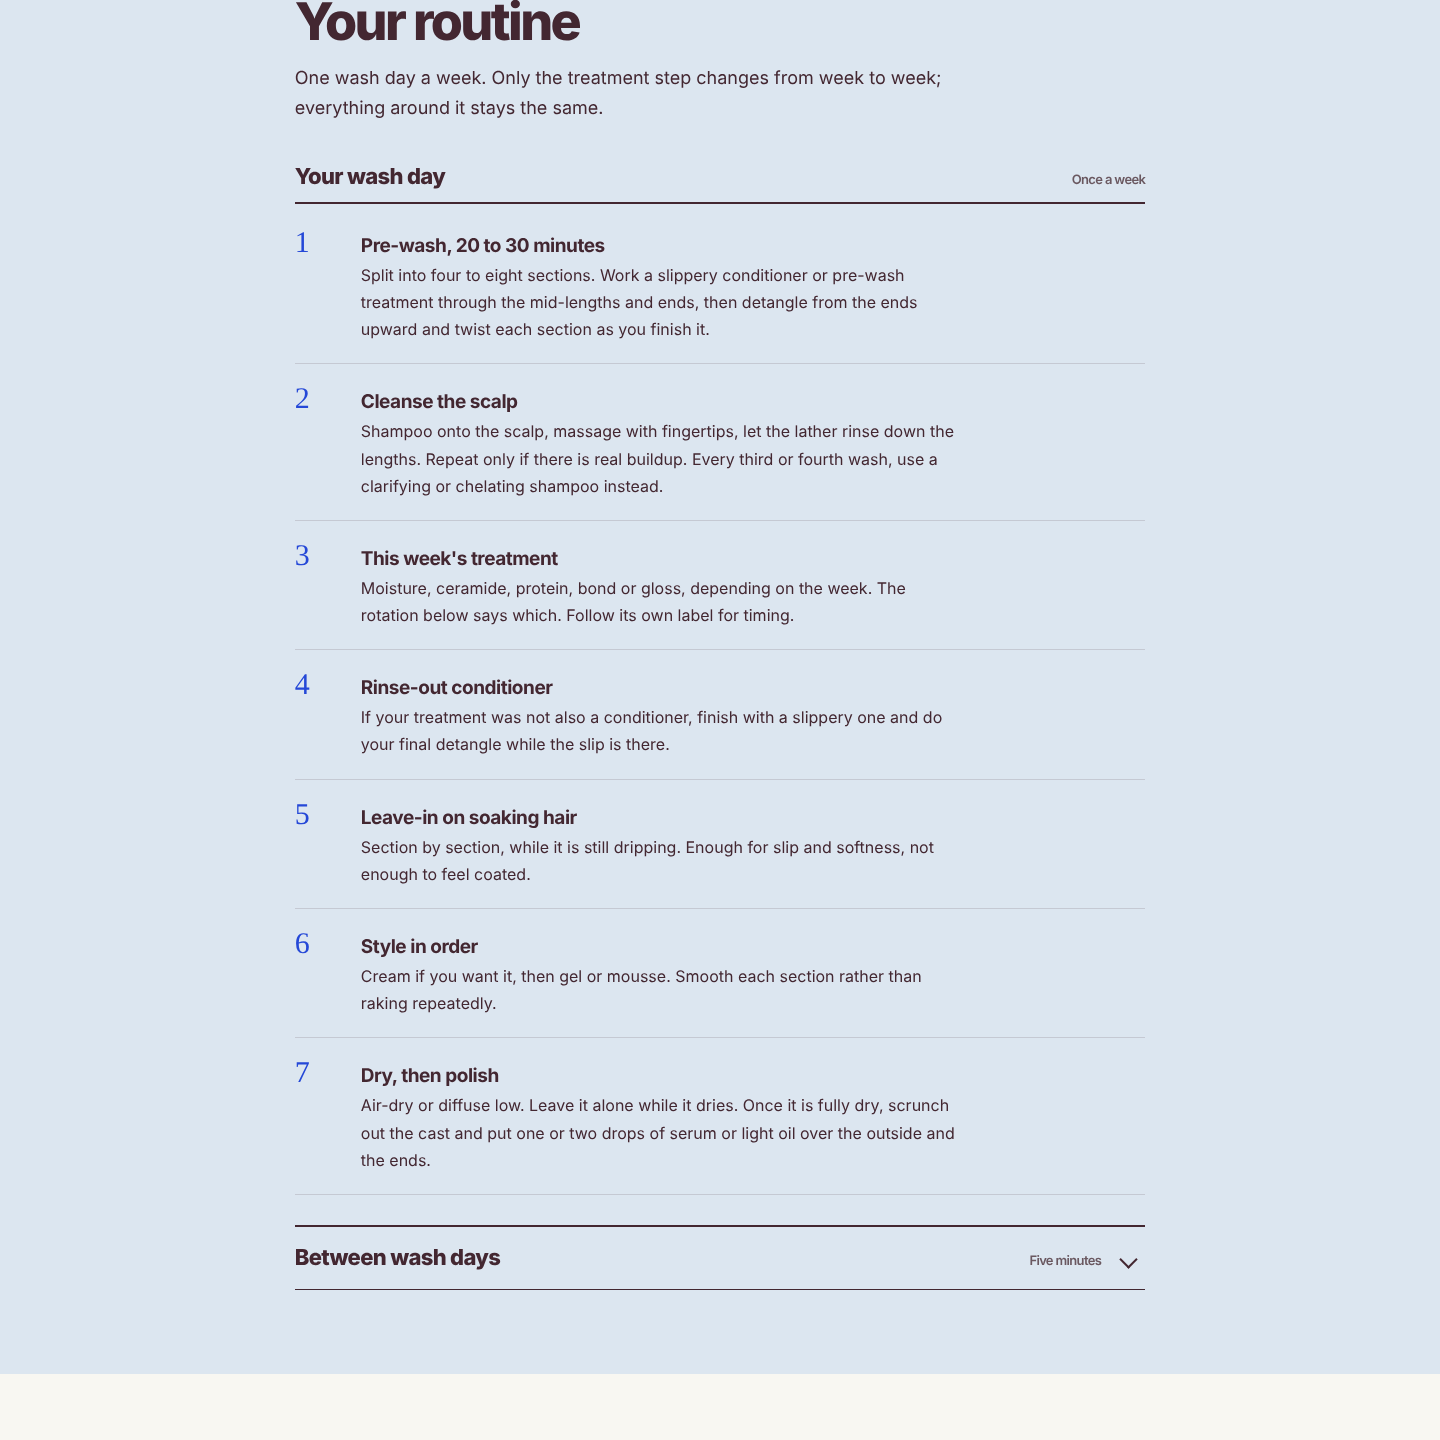 Your routine
One wash day a week. Only the treatment step changes from week to week;
everything around it stays the same.
Your wash day
Once a week
1
Pre-wash, 20 to 30 minutes
Split into four to eight sections. Work a slippery conditioner or pre-wash
treatment through the mid-lengths and ends, then detangle from the ends
upward and twist each section as you finish it.
2
Cleanse the scalp
Shampoo onto the scalp, massage with fingertips, let the lather rinse down the
lengths. Repeat only if there is real buildup. Every third or fourth wash, use a
clarifying or chelating shampoo instead.
3
This week's treatment
Moisture, ceramide, protein, bond or gloss, depending on the week. The
rotation below says which. Follow its own label for timing.
4
Rinse-out conditioner
If your treatment was not also a conditioner, finish with a slippery one and do
your final detangle while the slip is there.
5
Leave-in on soaking hair
Section by section, while it is still dripping. Enough for slip and softness, not
enough to feel coated.
6
Style in order
Cream if you want it, then gel or mousse. Smooth each section rather than
raking repeatedly.
7
Dry, then polish
Air-dry or diffuse low. Leave it alone while it dries. Once it is fully dry, scrunch
out the cast and put one or two drops of serum or light oil over the outside and
the ends.
Between wash days
Five minutes